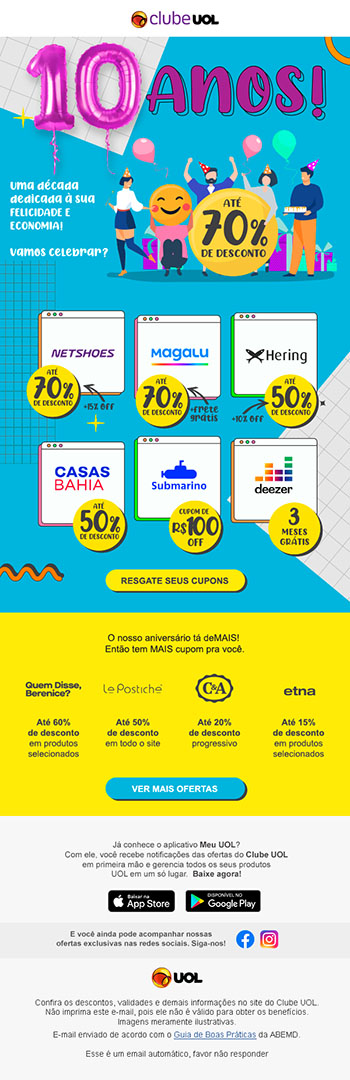 clubeUOL
10 ANOS!
Uma década
dedicada à sua
FELICIDADE E
ECONOMIA!
Vamos celebrar?
ATÉ
70%
DE DESCONTO
NETSHOES
ATÉ
70%
DE DESCONTO
+15% OFF
MAGALU
ATÉ
70%
DE DESCONTO
+Frete
grátis
Hering
ATÉ
50%
DE DESCONTO
+10% OFF
CASAS
BAHIA
ATÉ
50%
DE DESCONTO
Submarino
CUPOM DE
R$100
OFF
deezer
3
MESES
GRÁTIS
RESGATE SEUS CUPONS
O nosso aniversário tá deMAIS!
Então tem MAIS cupom pra você.
Quem Disse,
Berenice?
Até 60%
de desconto
em produtos
selecionados
Le Postiche
Até 50%
de desconto
em todo o site
C&A
Até 20%
de desconto
progressivo
etna
Até 15%
de desconto
em produtos
selecionados
VER MAIS OFERTAS
Já conhece o aplicativo Meu UOL?
Com ele, você recebe notificações das ofertas do Clube UOL
em primeira mão e gerencia todos os seus produtos
UOL em um só lugar. Baixe agora!
Baixar na
App Store
DISPONÍVEL NO
Google Play
E você ainda pode acompanhar nossas
ofertas exclusivas nas redes sociais. Siga-nos!
UOL
Confira os descontos, validades e demais informações no site do Clube UOL.
Não imprima este e-mail, pois ele não é válido para obter os benefícios.
Imagens meramente ilustrativas.
E-mail enviado de acordo com o Guia de Boas Práticas da ABEMD.
Esse é um email automático, favor não responder